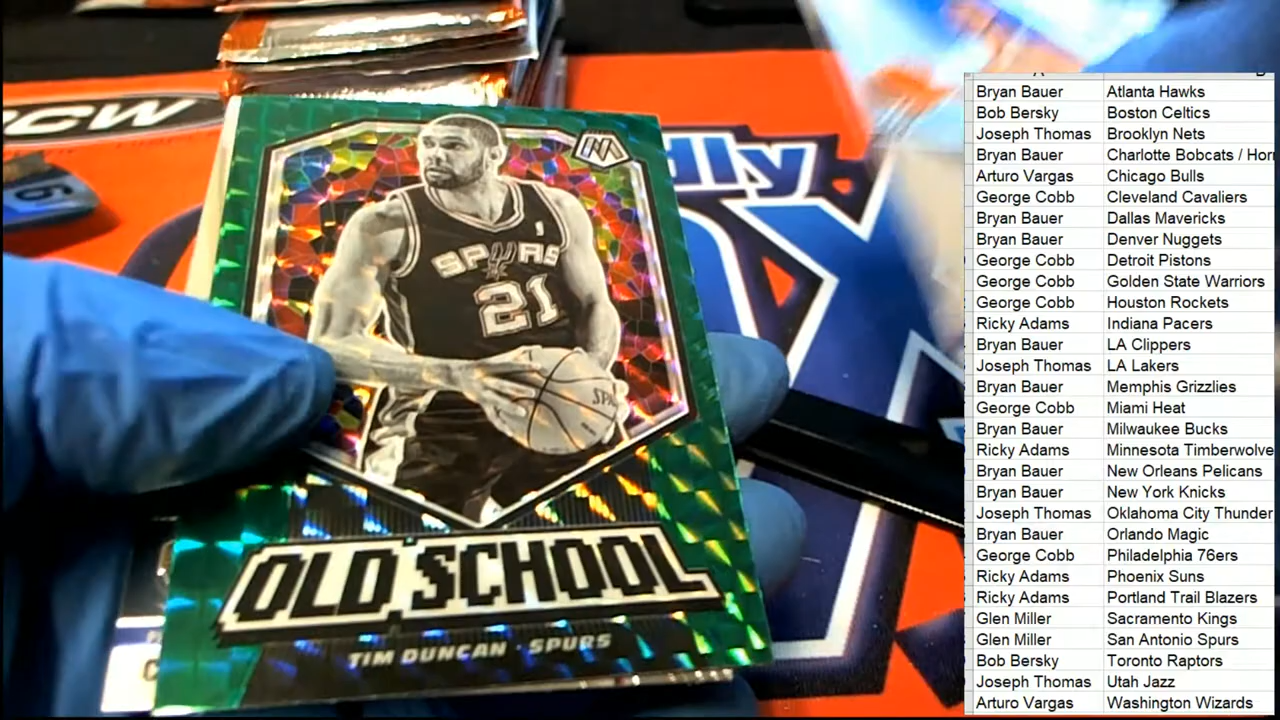 CW
dly
SPURS
21
SPA
OLD SCHOOL
TIM DUNCAN · SPURS
Bryan Bauer Atlanta Hawks
Bob Bersky Boston Celtics
Joseph Thomas Brooklyn Nets
Bryan Bauer Charlotte Bobcats / Horn
Arturo Vargas Chicago Bulls
George Cobb Cleveland Cavaliers
Bryan Bauer Dallas Mavericks
Bryan Bauer Denver Nuggets
George Cobb Detroit Pistons
George Cobb Golden State Warriors
George Cobb Houston Rockets
Ricky Adams Indiana Pacers
Bryan Bauer LA Clippers
Joseph Thomas LA Lakers
Bryan Bauer Memphis Grizzlies
George Cobb Miami Heat
Bryan Bauer Milwaukee Bucks
Ricky Adams Minnesota Timberwolve
Bryan Bauer New Orleans Pelicans
Bryan Bauer New York Knicks
Joseph Thomas Oklahoma City Thunder
Bryan Bauer Orlando Magic
George Cobb Philadelphia 76ers
Ricky Adams Phoenix Suns
Ricky Adams Portland Trail Blazers
Glen Miller Sacramento Kings
Glen Miller San Antonio Spurs
Bob Bersky Toronto Raptors
Joseph Thomas Utah Jazz
Arturo Vargas Washington Wizards